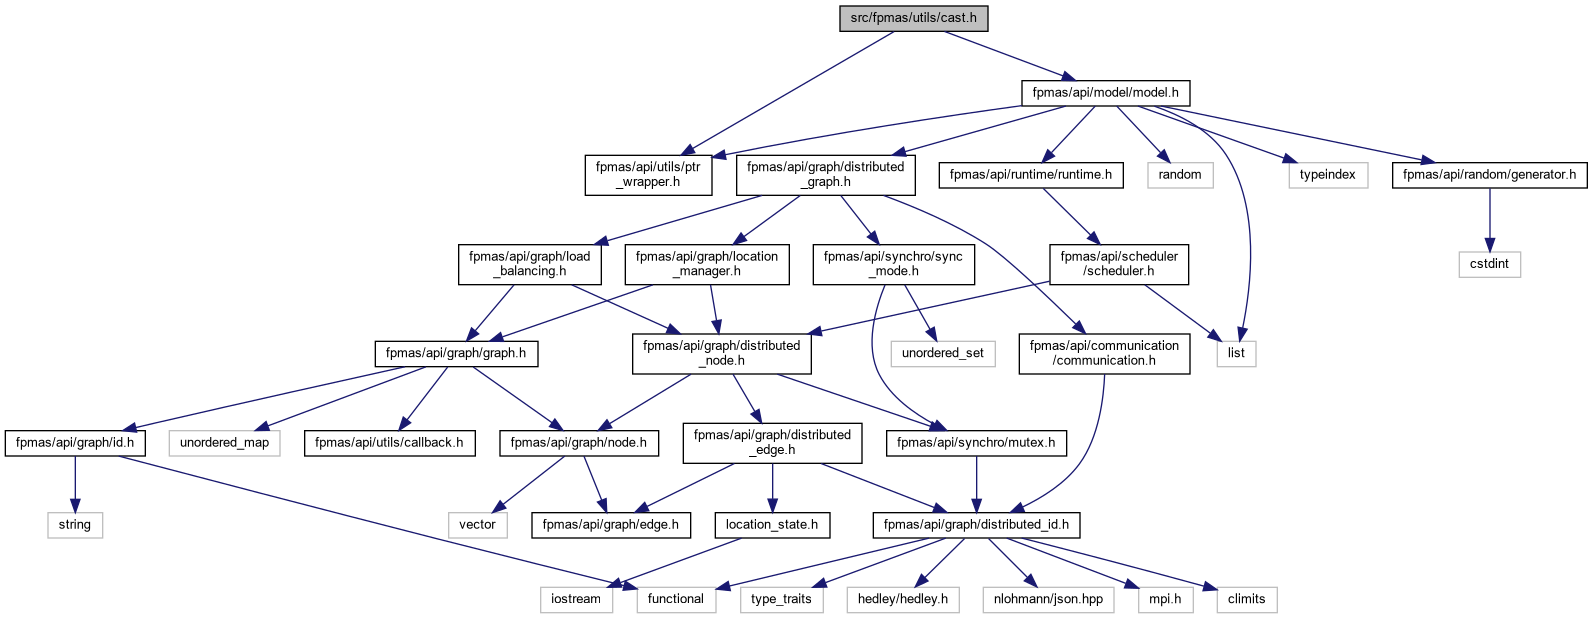 src/fpmas/utils/cast.h
fpmas/api/model/model.h
fpmas/api/utils/ptr
_wrapper.h
fpmas/api/graph/distributed
_graph.h
fpmas/api/runtime/runtime.h
random
typeindex
fpmas/api/random/generator.h
fpmas/api/graph/load
_balancing.h
fpmas/api/graph/location
_manager.h
fpmas/api/synchro/sync
_mode.h
fpmas/api/scheduler
/scheduler.h
cstdint
fpmas/api/graph/graph.h
fpmas/api/graph/distributed
_node.h
unordered_set
fpmas/api/communication
/communication.h
list
fpmas/api/graph/id.h
unordered_map
fpmas/api/utils/callback.h
fpmas/api/graph/node.h
fpmas/api/graph/distributed
_edge.h
fpmas/api/synchro/mutex.h
string
vector
fpmas/api/graph/edge.h
location_state.h
fpmas/api/graph/distributed_id.h
iostream
functional
type_traits
hedley/hedley.h
nlohmann/json.hpp
mpi.h
climits